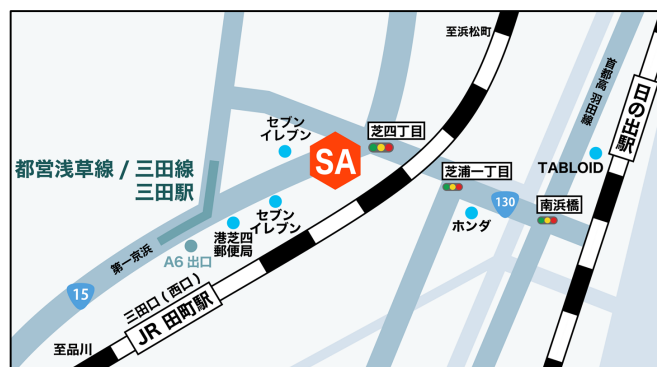 至浜松町
首都高 羽田線
日の出駅
セブン
イレブン
芝四丁目
SA
都営浅草線 / 三田線
三田駅
芝浦一丁目
TABLOID
130
南浜橋
ホンダ
セブン
イレブン
港芝四
郵便局
第一京浜
A6 出口
15
三田口 ( 西口 )
JR 田町駅
至品川